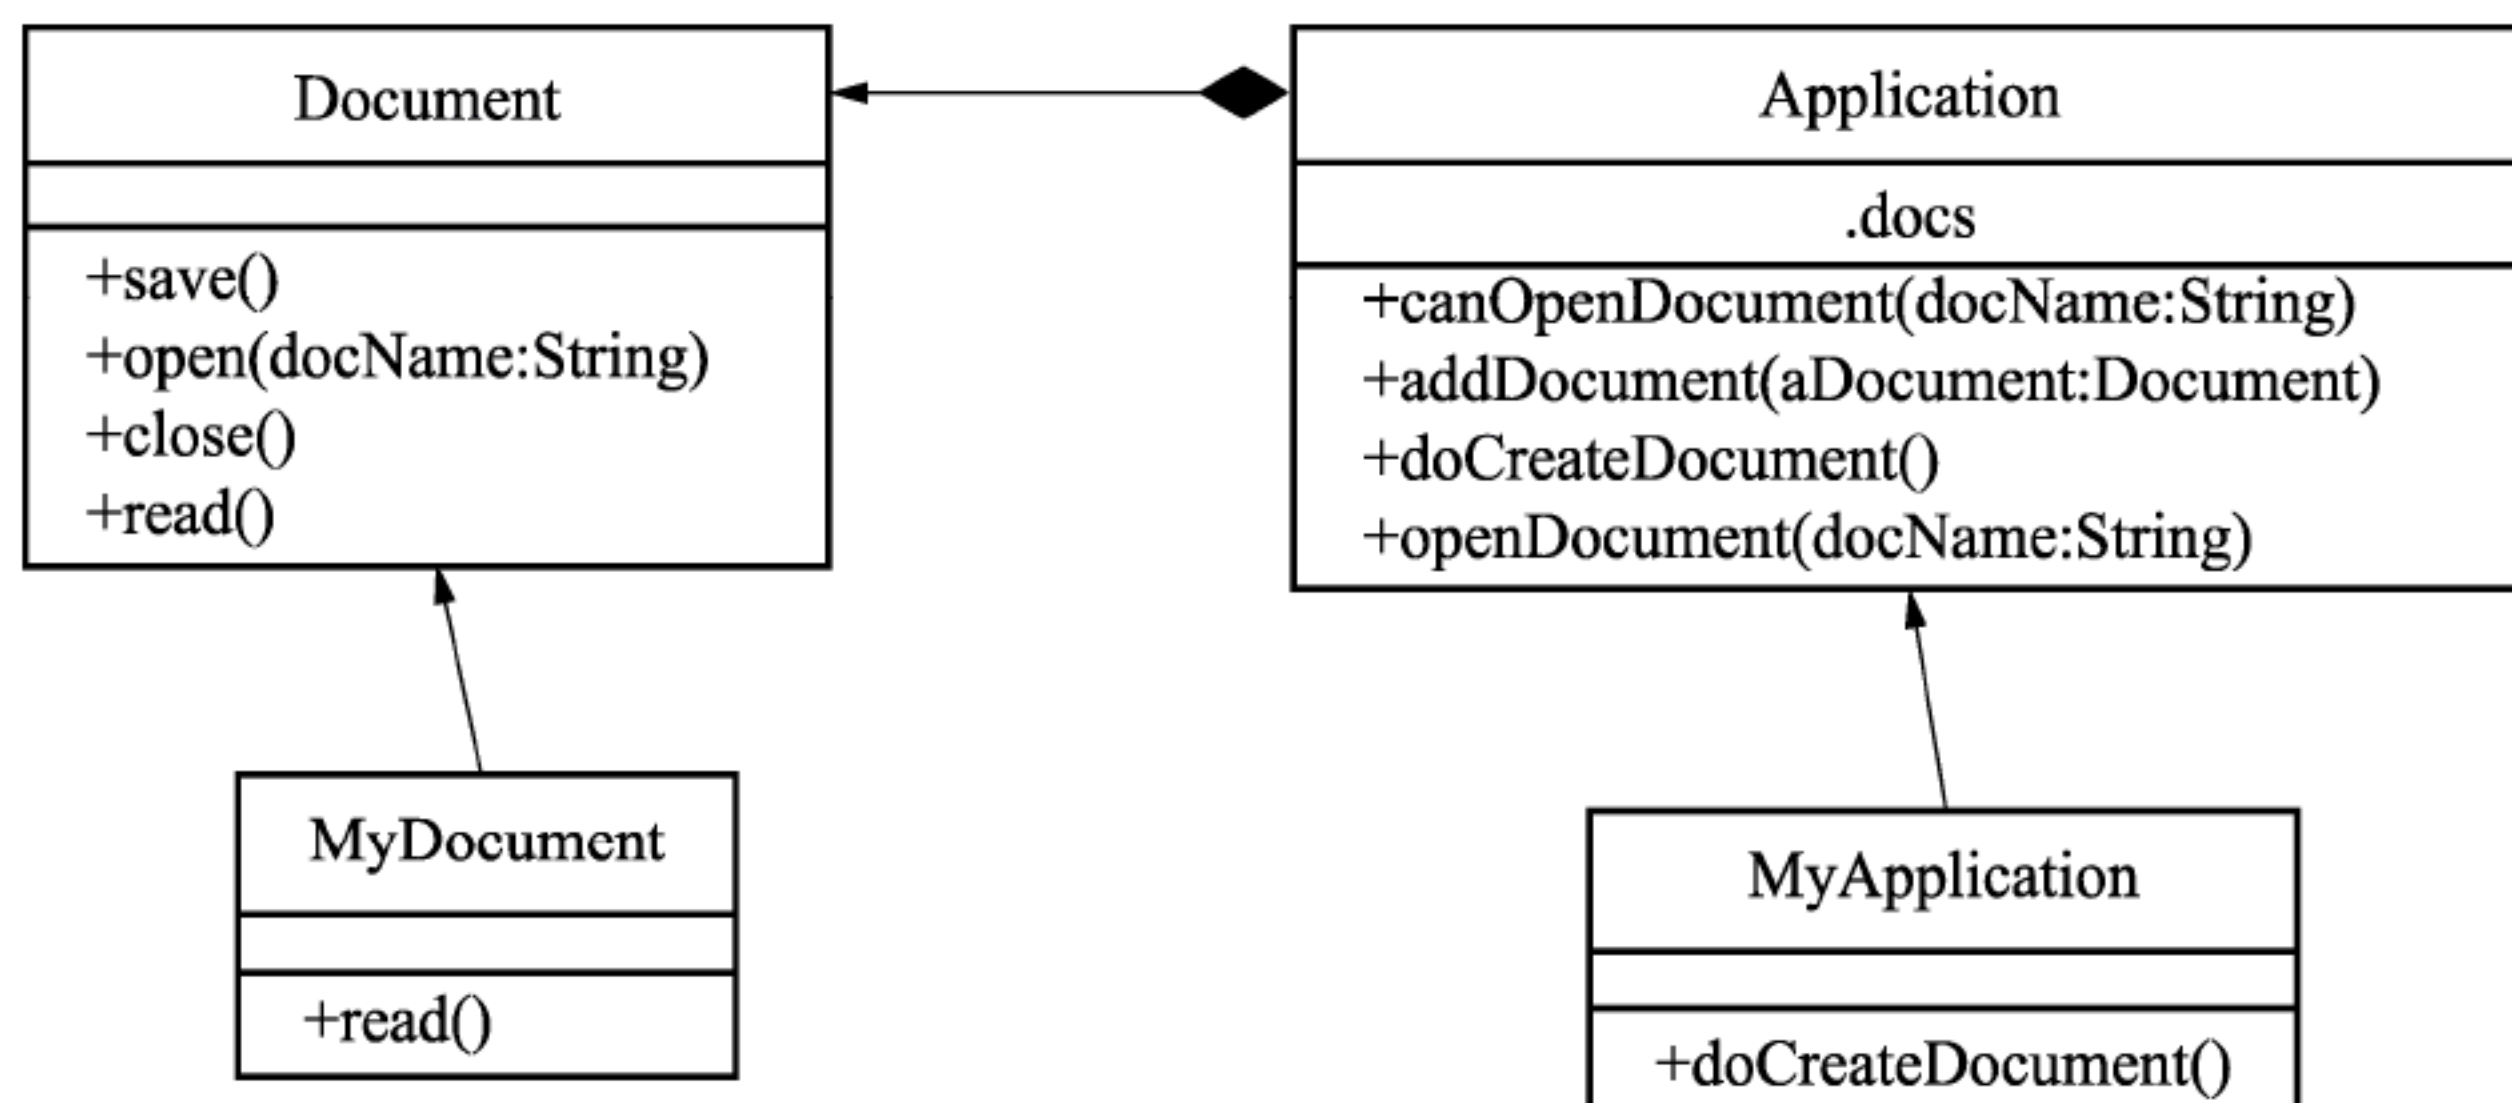 Document
+save()
+open(docName:String)
+close()
+read()
Application
.docs
+canOpenDocument(docName:String)
+addDocument(aDocument:Document)
+doCreateDocument()
+openDocument(docName:String)
MyDocument
+read()
MyApplication
+doCreateDocument()